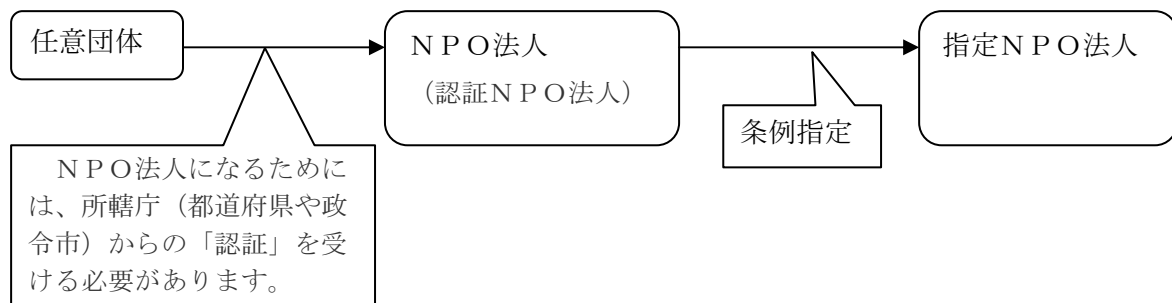 任意団体
NPO法人
(認証NPO法人)
指定NPO法人
条例指定
 NPO法人になるために
は、所轄庁(都道府県や政
令市)からの「認証」を受
ける必要があります。